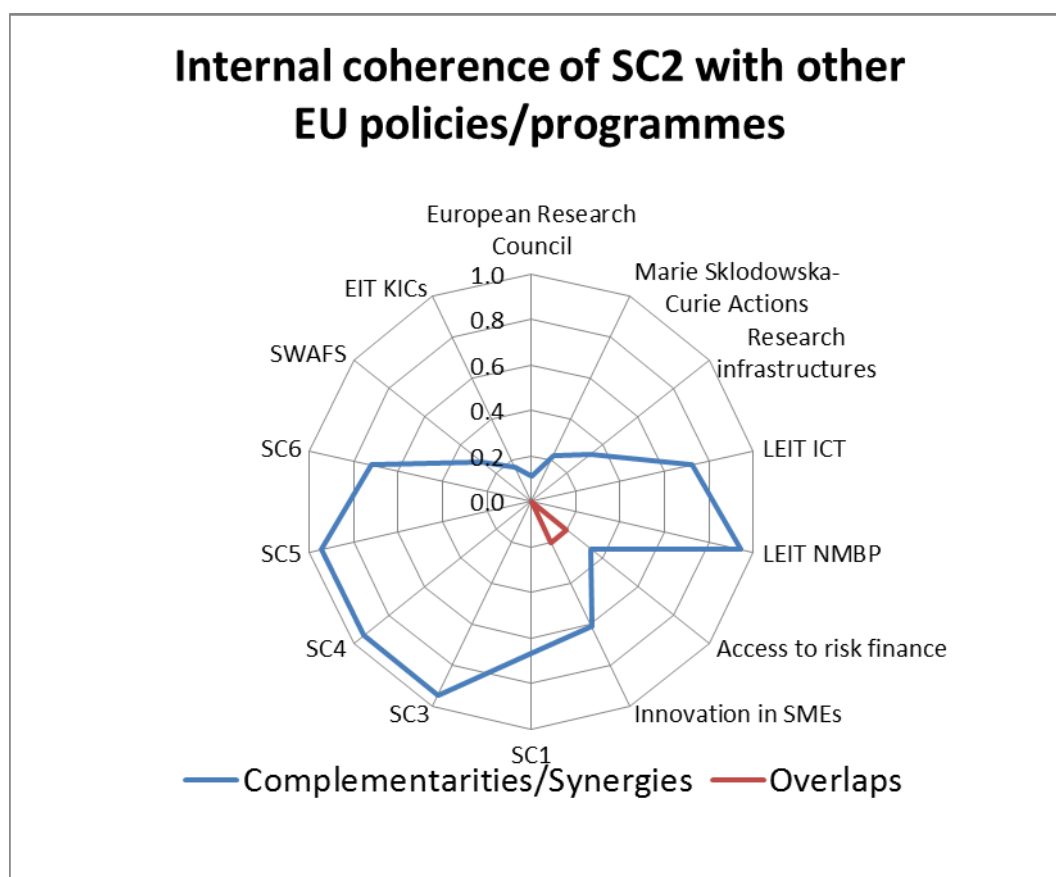 Internal coherence of SC2 with other
EU policies/programmes
European Research
Council
Marie Sklodowska-
Curie Actions
Research
infrastructures
LEIT ICT
LEIT NMBP
Access to risk finance
Innovation in SMEs
SC1
SC3
SC4
SC5
SC6
SWAFS
EIT KICs
1.0
0.8
0.6
0.4
0.2
0.0
Complementarities/Synergies
Overlaps